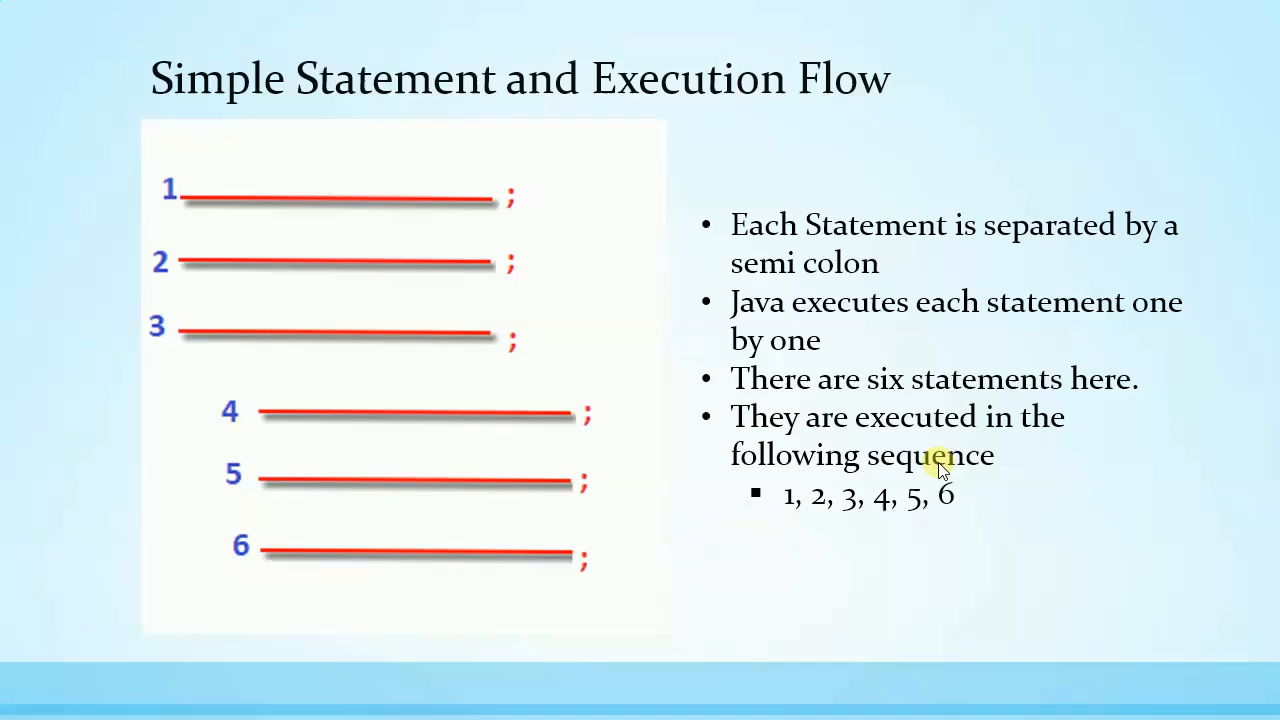 Simple Statement and Execution Flow
1 ;
2 ;
3 ;
4 ;
5 ;
6 ;
• Each Statement is separated by a
semi colon
• Java executes each statement one
by one
• There are six statements here.
• They are executed in the
following sequence
▪ 1, 2, 3, 4, 5, 6